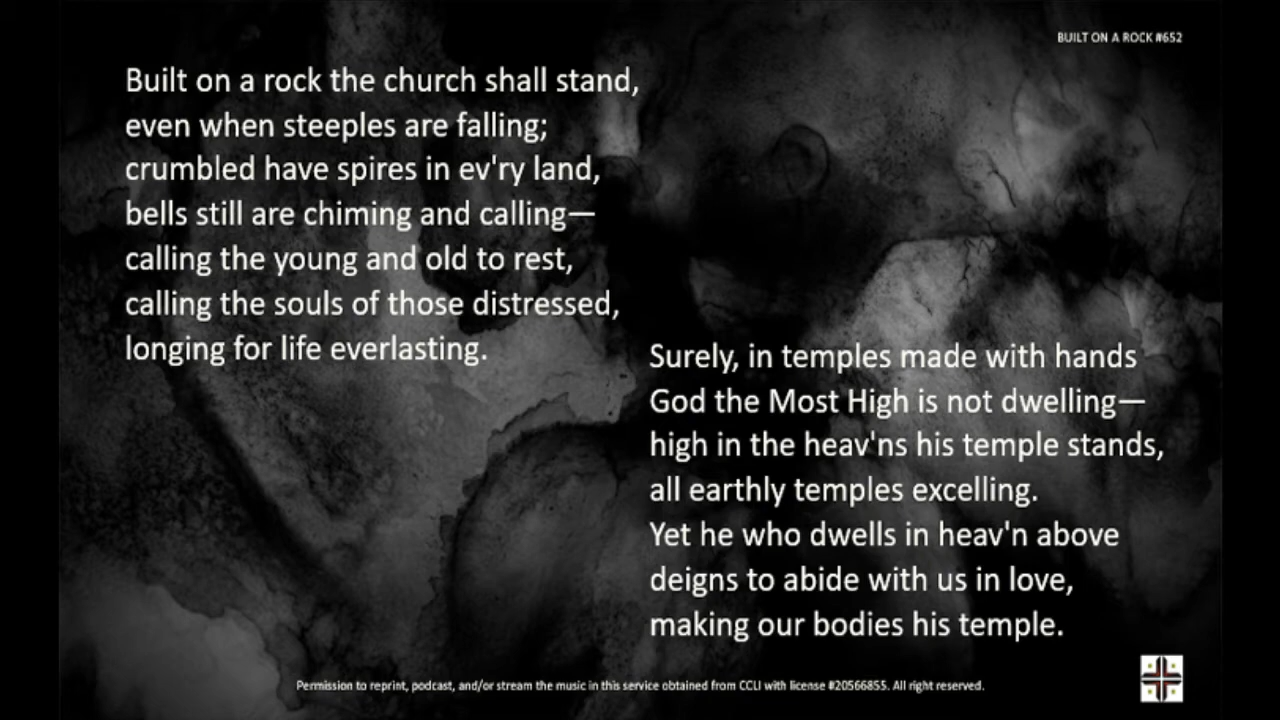 BUILT ON A ROCK #652
Built on a rock the church shall stand,
even when steeples are falling;
crumbled have spires in ev'ry land,
bells still are chiming and calling—
calling the young and old to rest,
calling the souls of those distressed,
longing for life everlasting.
Surely, in temples made with hands
God the Most High is not dwelling—
high in the heav'ns his temple stands,
all earthly temples excelling.
Yet he who dwells in heav'n above
deigns to abide with us in love,
making our bodies his temple.
Permission to reprint, podcast, and/or stream the music in this service obtained from CCLI with license #20566855. All right reserved.